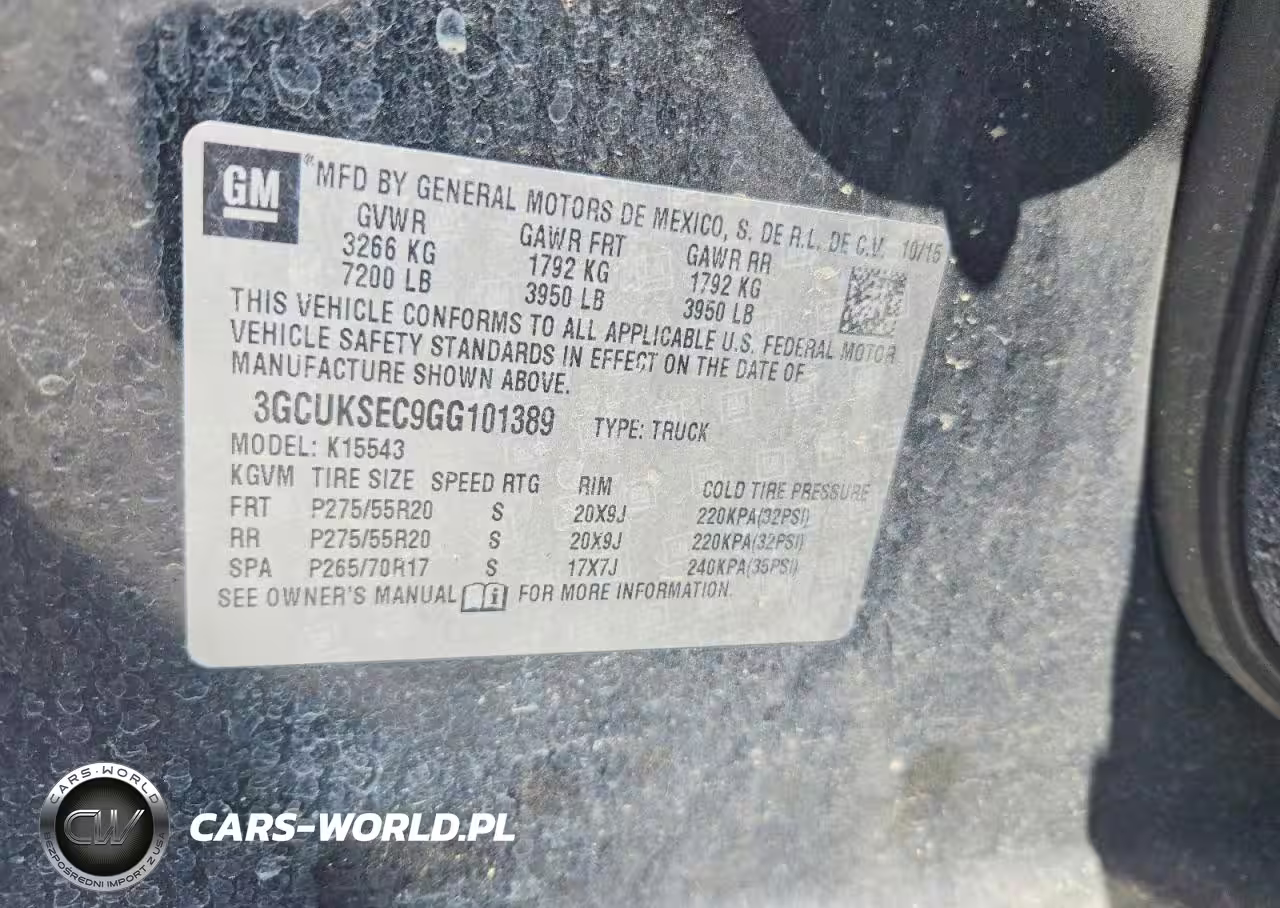 GM ® MFD BY GENERAL MOTORS DE MEXICO, S. DE R.L. DE C.V. 10/15
GVWR GAWR FRT GAWR RR
3266 KG 1792 KG 1792 KG
7200 LB 3950 LB 3950 LB
THIS VEHICLE CONFORMS TO ALL APPLICABLE U.S. FEDERAL MOTOR
VEHICLE SAFETY STANDARDS IN EFFECT ON THE DATE OF
MANUFACTURE SHOWN ABOVE.
3GCUKSEC9GG101389 TYPE: TRUCK
MODEL: K15543
KGVM TIRE SIZE SPEED RTG RIM COLD TIRE PRESSURE
FRT P275/55R20 S 20X9J 220KPA(32PSI)
RR P275/55R20 S 20X9J 220KPA(32PSI)
SPA P265/70R17 S 17X7J 240KPA(35PSI)
SEE OWNER'S MANUAL FOR MORE INFORMATION.
CARS-WORLD
CW
BEZPOŚREDNI IMPORT Z USA
CARS-WORLD.PL